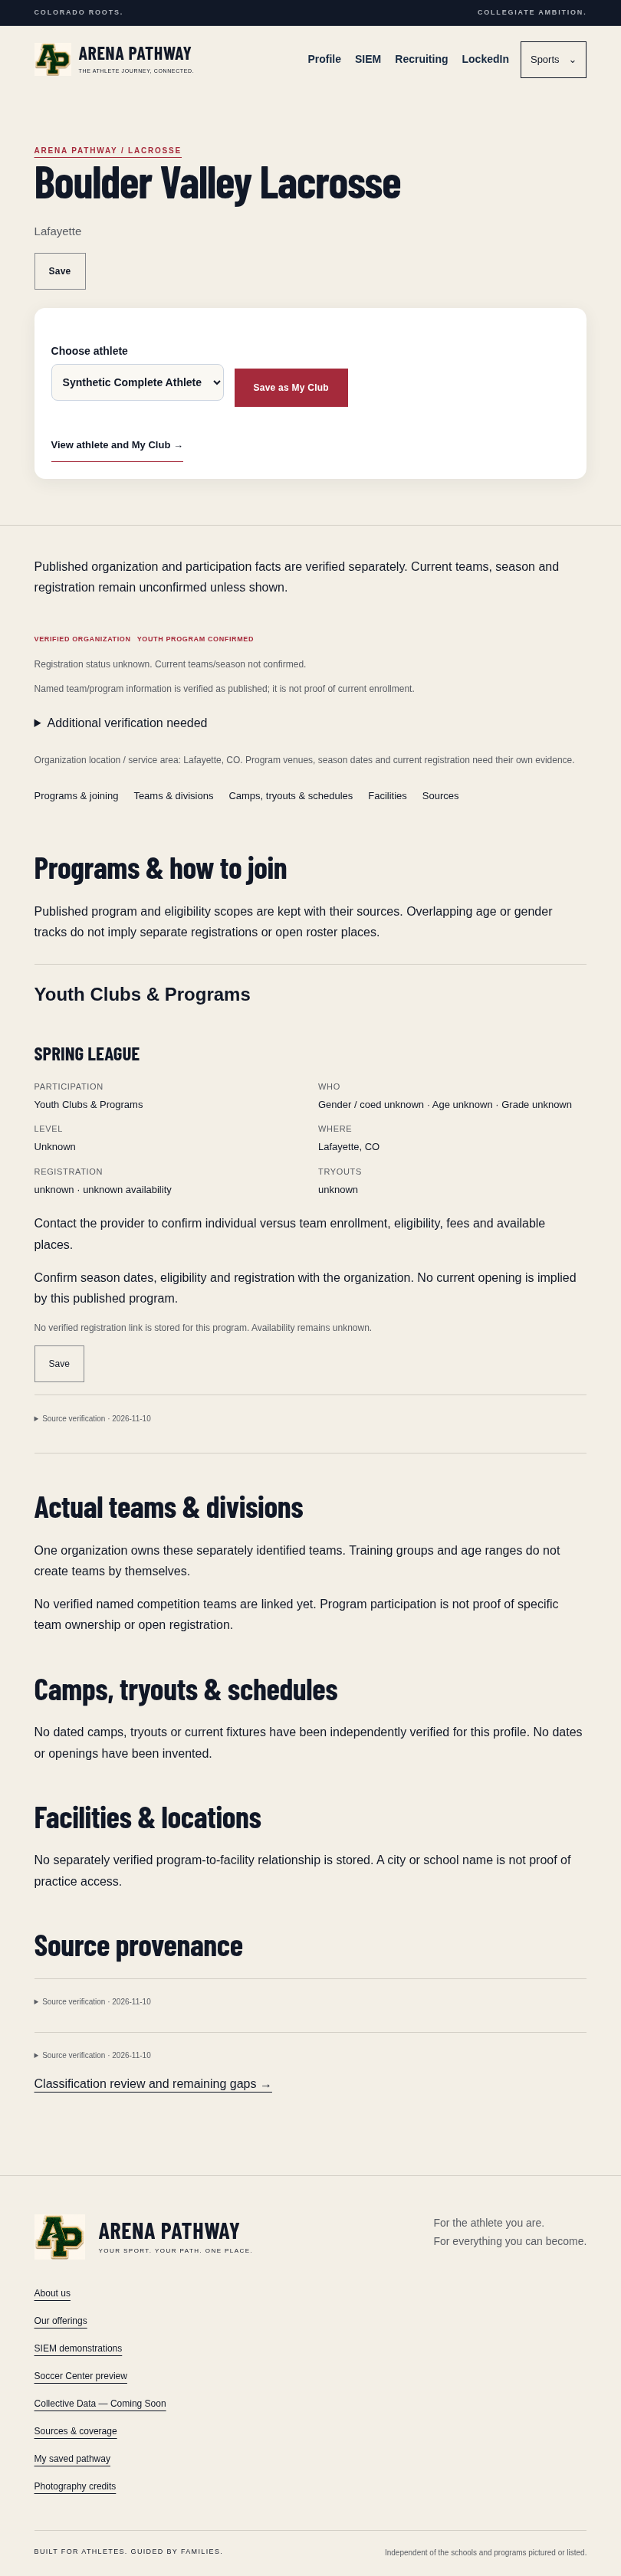 COLORADO ROOTS.
COLLEGIATE AMBITION.
AP
ARENA PATHWAY
THE ATHLETE JOURNEY, CONNECTED.
Profile SIEM Recruiting LockedIn Sports
ARENA PATHWAY / LACROSSE
Boulder Valley Lacrosse
Lafayette
Save
Choose athlete
Synthetic Complete Athlete
Save as My Club
View athlete and My Club →
Published organization and participation facts are verified separately. Current teams, season and
registration remain unconfirmed unless shown.
VERIFIED ORGANIZATION YOUTH PROGRAM CONFIRMED
Registration status unknown. Current teams/season not confirmed.
Named team/program information is verified as published; it is not proof of current enrollment.
Additional verification needed
Organization location / service area: Lafayette, CO. Program venues, season dates and current registration need their own evidence.
Programs & joining Teams & divisions Camps, tryouts & schedules Facilities Sources
Programs & how to join
Published program and eligibility scopes are kept with their sources. Overlapping age or gender
tracks do not imply separate registrations or open roster places.
Youth Clubs & Programs
SPRING LEAGUE
PARTICIPATION
Youth Clubs & Programs
WHO
Gender / coed unknown · Age unknown · Grade unknown
LEVEL
Unknown
WHERE
Lafayette, CO
REGISTRATION
unknown · unknown availability
TRYOUTS
unknown
Contact the provider to confirm individual versus team enrollment, eligibility, fees and available
places.
Confirm season dates, eligibility and registration with the organization. No current opening is implied
by this published program.
No verified registration link is stored for this program. Availability remains unknown.
Save
Source verification · 2026-11-10
Actual teams & divisions
One organization owns these separately identified teams. Training groups and age ranges do not
create teams by themselves.
No verified named competition teams are linked yet. Program participation is not proof of specific
team ownership or open registration.
Camps, tryouts & schedules
No dated camps, tryouts or current fixtures have been independently verified for this profile. No dates
or openings have been invented.
Facilities & locations
No separately verified program-to-facility relationship is stored. A city or school name is not proof of
practice access.
Source provenance
Source verification · 2026-11-10
Source verification · 2026-11-10
Classification review and remaining gaps →
AP
ARENA PATHWAY
YOUR SPORT. YOUR PATH. ONE PLACE.
For the athlete you are.
For everything you can become.
About us
Our offerings
SIEM demonstrations
Soccer Center preview
Collective Data — Coming Soon
Sources & coverage
My saved pathway
Photography credits
BUILT FOR ATHLETES. GUIDED BY FAMILIES.
Independent of the schools and programs pictured or listed.